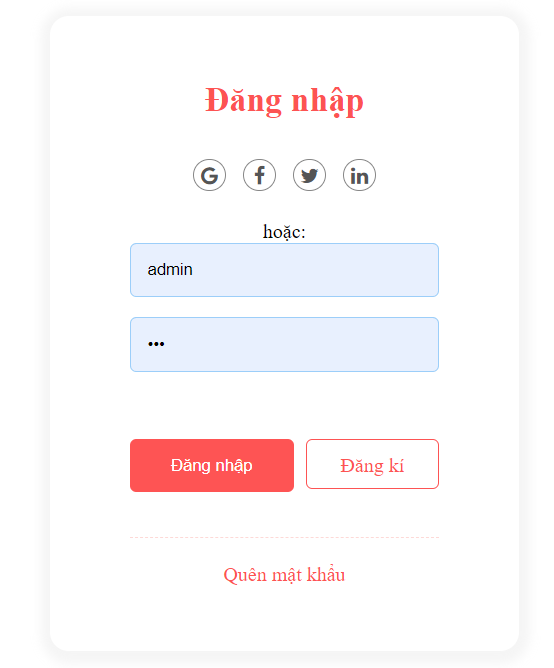 Đăng nhập
hoặc:
admin
•••
Đăng nhập
Đăng kí
Quên mật khẩu